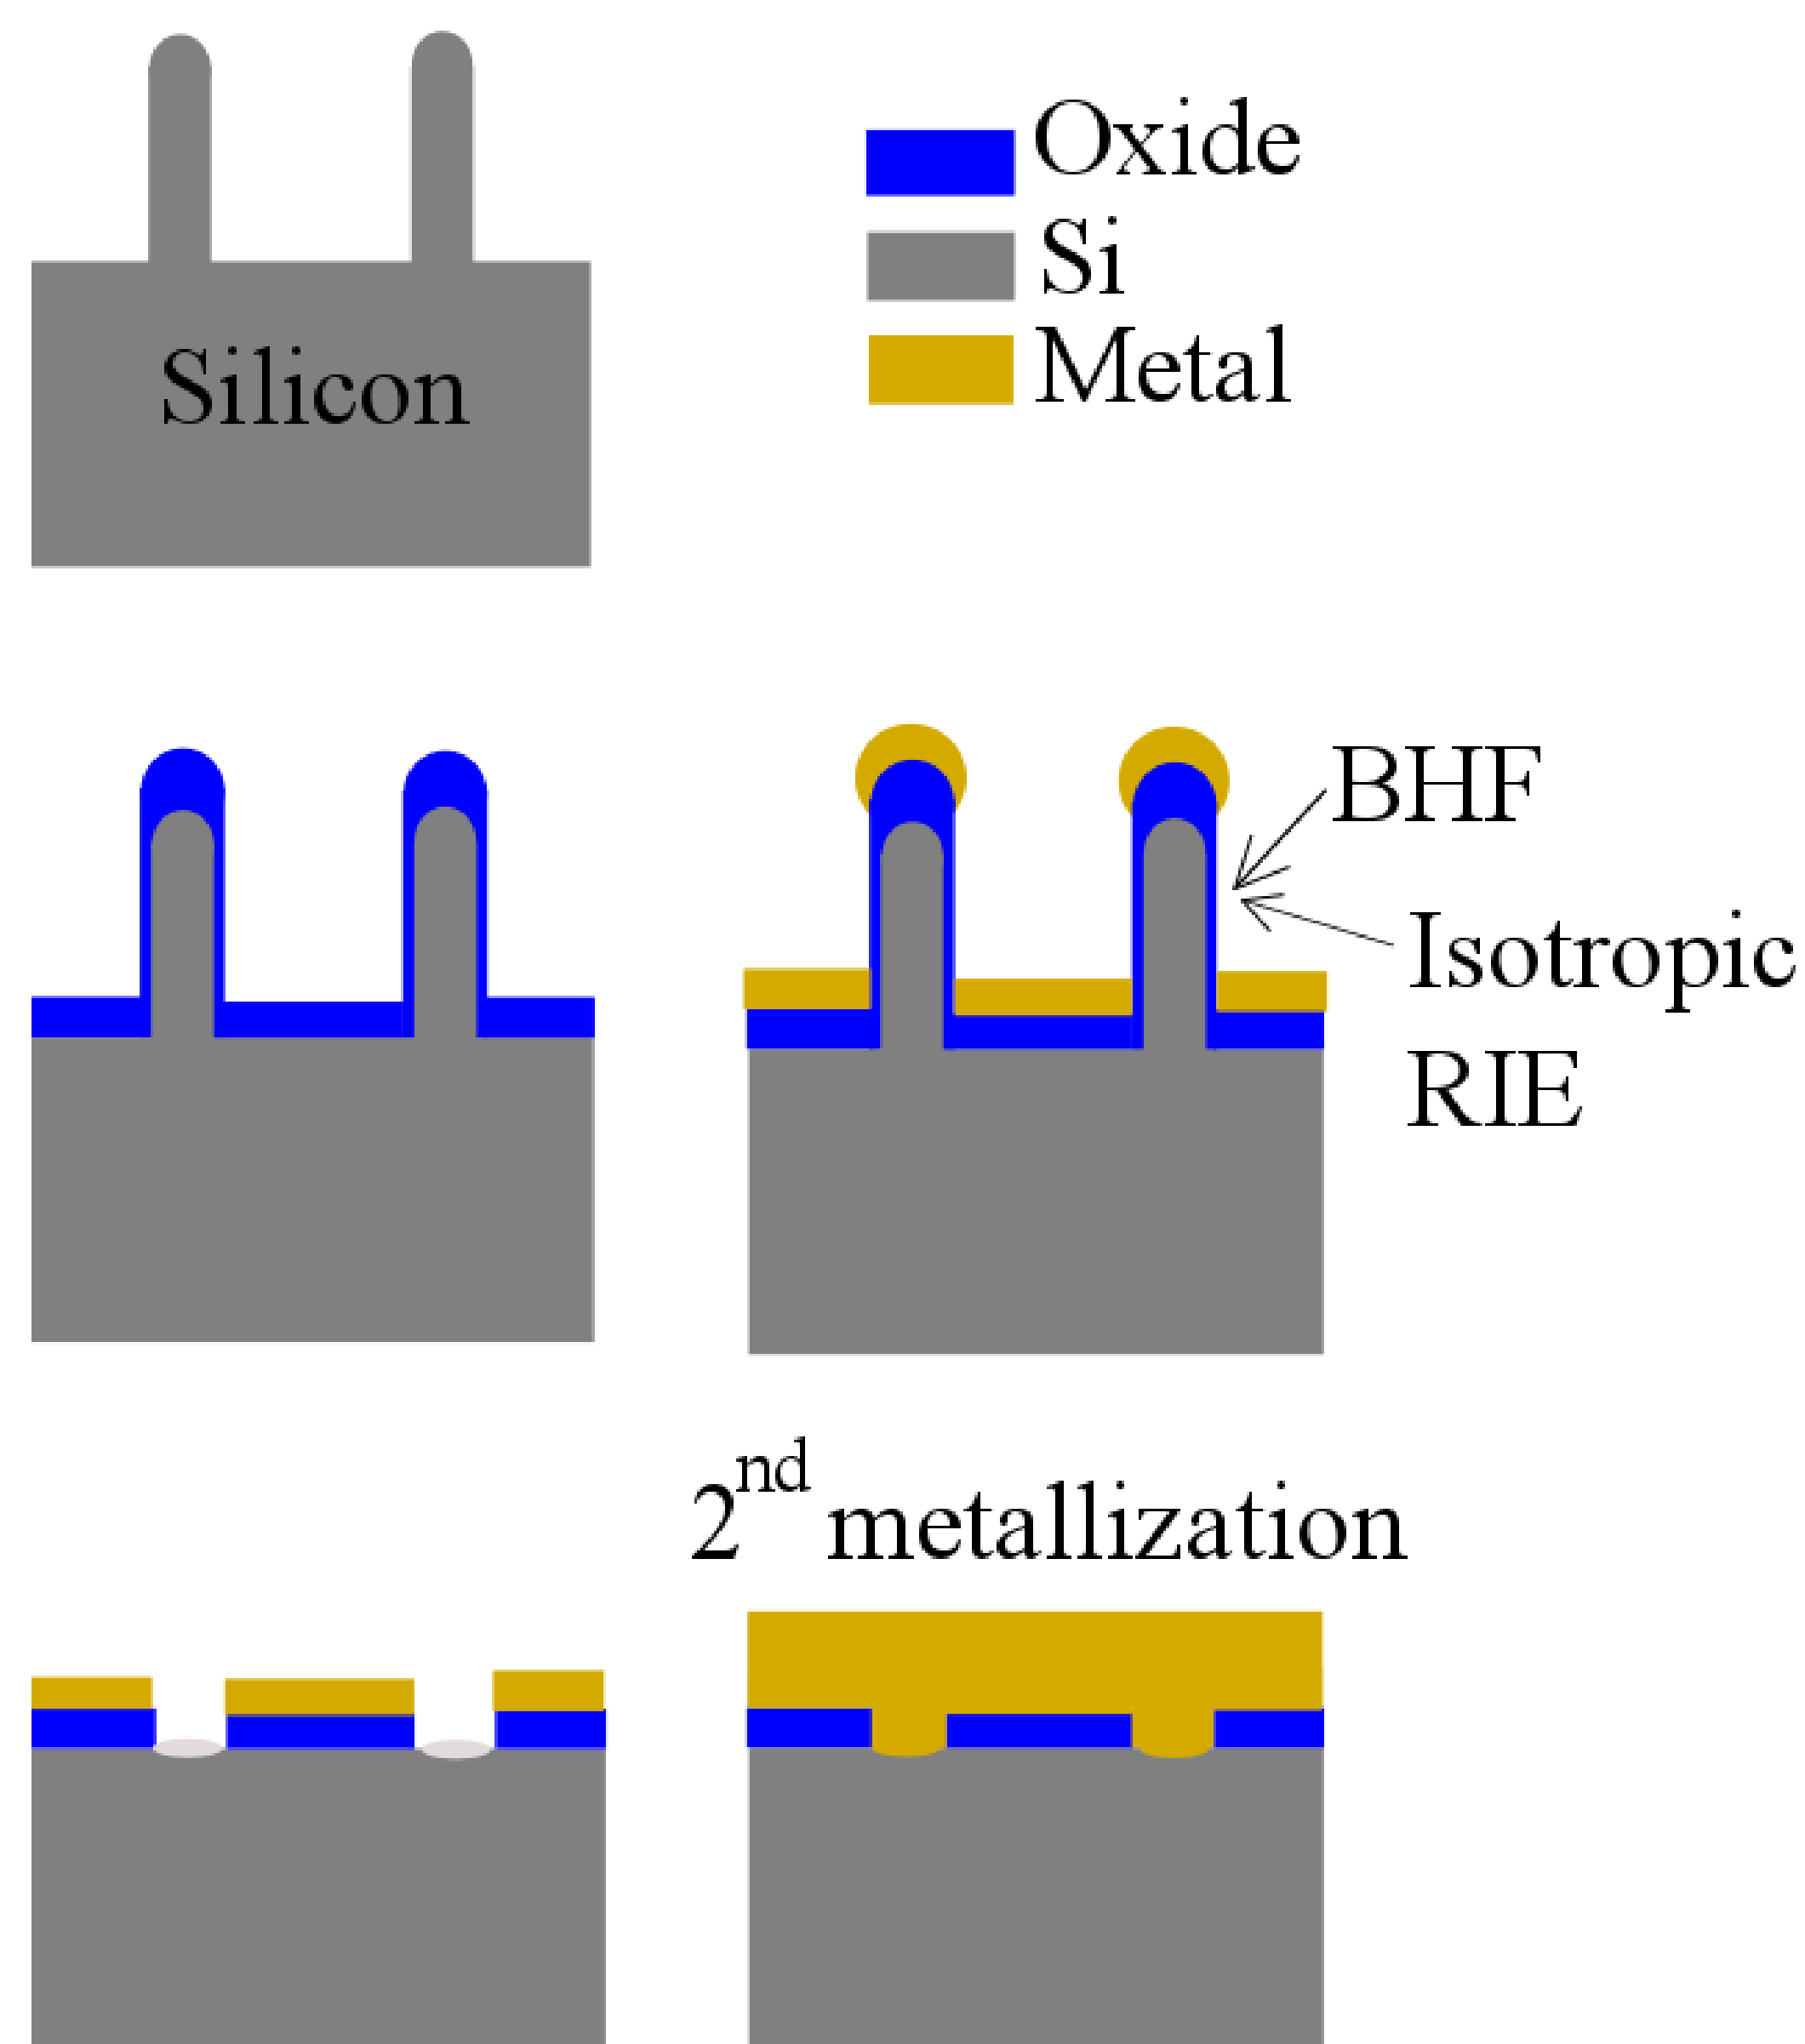 Oxide
Si
Metal
Silicon
BHF
Isotropic
RIE
2nd metallization